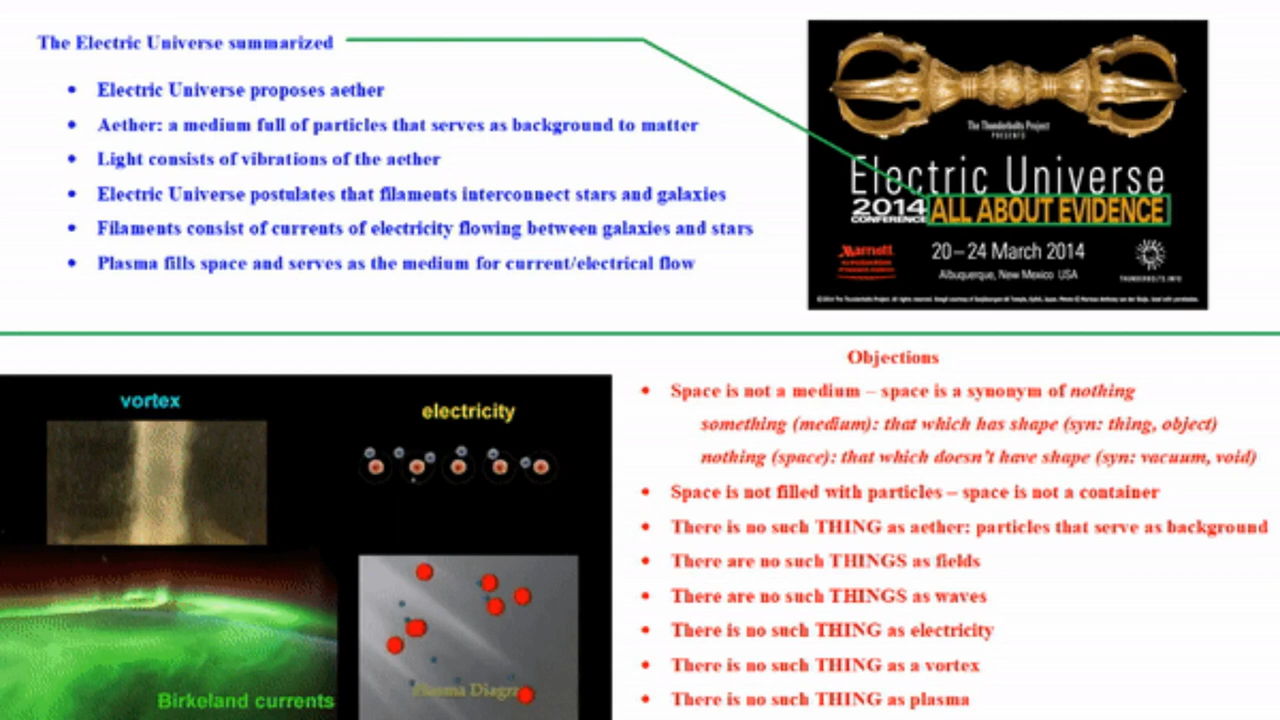 The Electric Universe summarized
• Electric Universe proposes aether
• Aether: a medium full of particles that serves as background to matter
• Light consists of vibrations of the aether
• Electric Universe postulates that filaments interconnect stars and galaxies
• Filaments consist of currents of electricity flowing between galaxies and stars
• Plasma fills space and serves as the medium for current/electrical flow
The Thunderbolts Project
PRESENTS
Electric Universe
2014 CONFERENCE ALL ABOUT EVIDENCE
Marriott
20–24 March 2014
Albuquerque, New Mexico USA
THUNDERBOLTS.INFO
vortex
electricity
Birkeland currents
Plasma
Objections
• Space is not a medium – space is a synonym of nothing
something (medium): that which has shape (syn: thing, object)
nothing (space): that which doesn't have shape (syn: vacuum, void)
• Space is not filled with particles – space is not a container
• There is no such THING as aether: particles that serve as background
• There are no such THINGS as fields
• There are no such THINGS as waves
• There is no such THING as electricity
• There is no such THING as a vortex
• There is no such THING as plasma